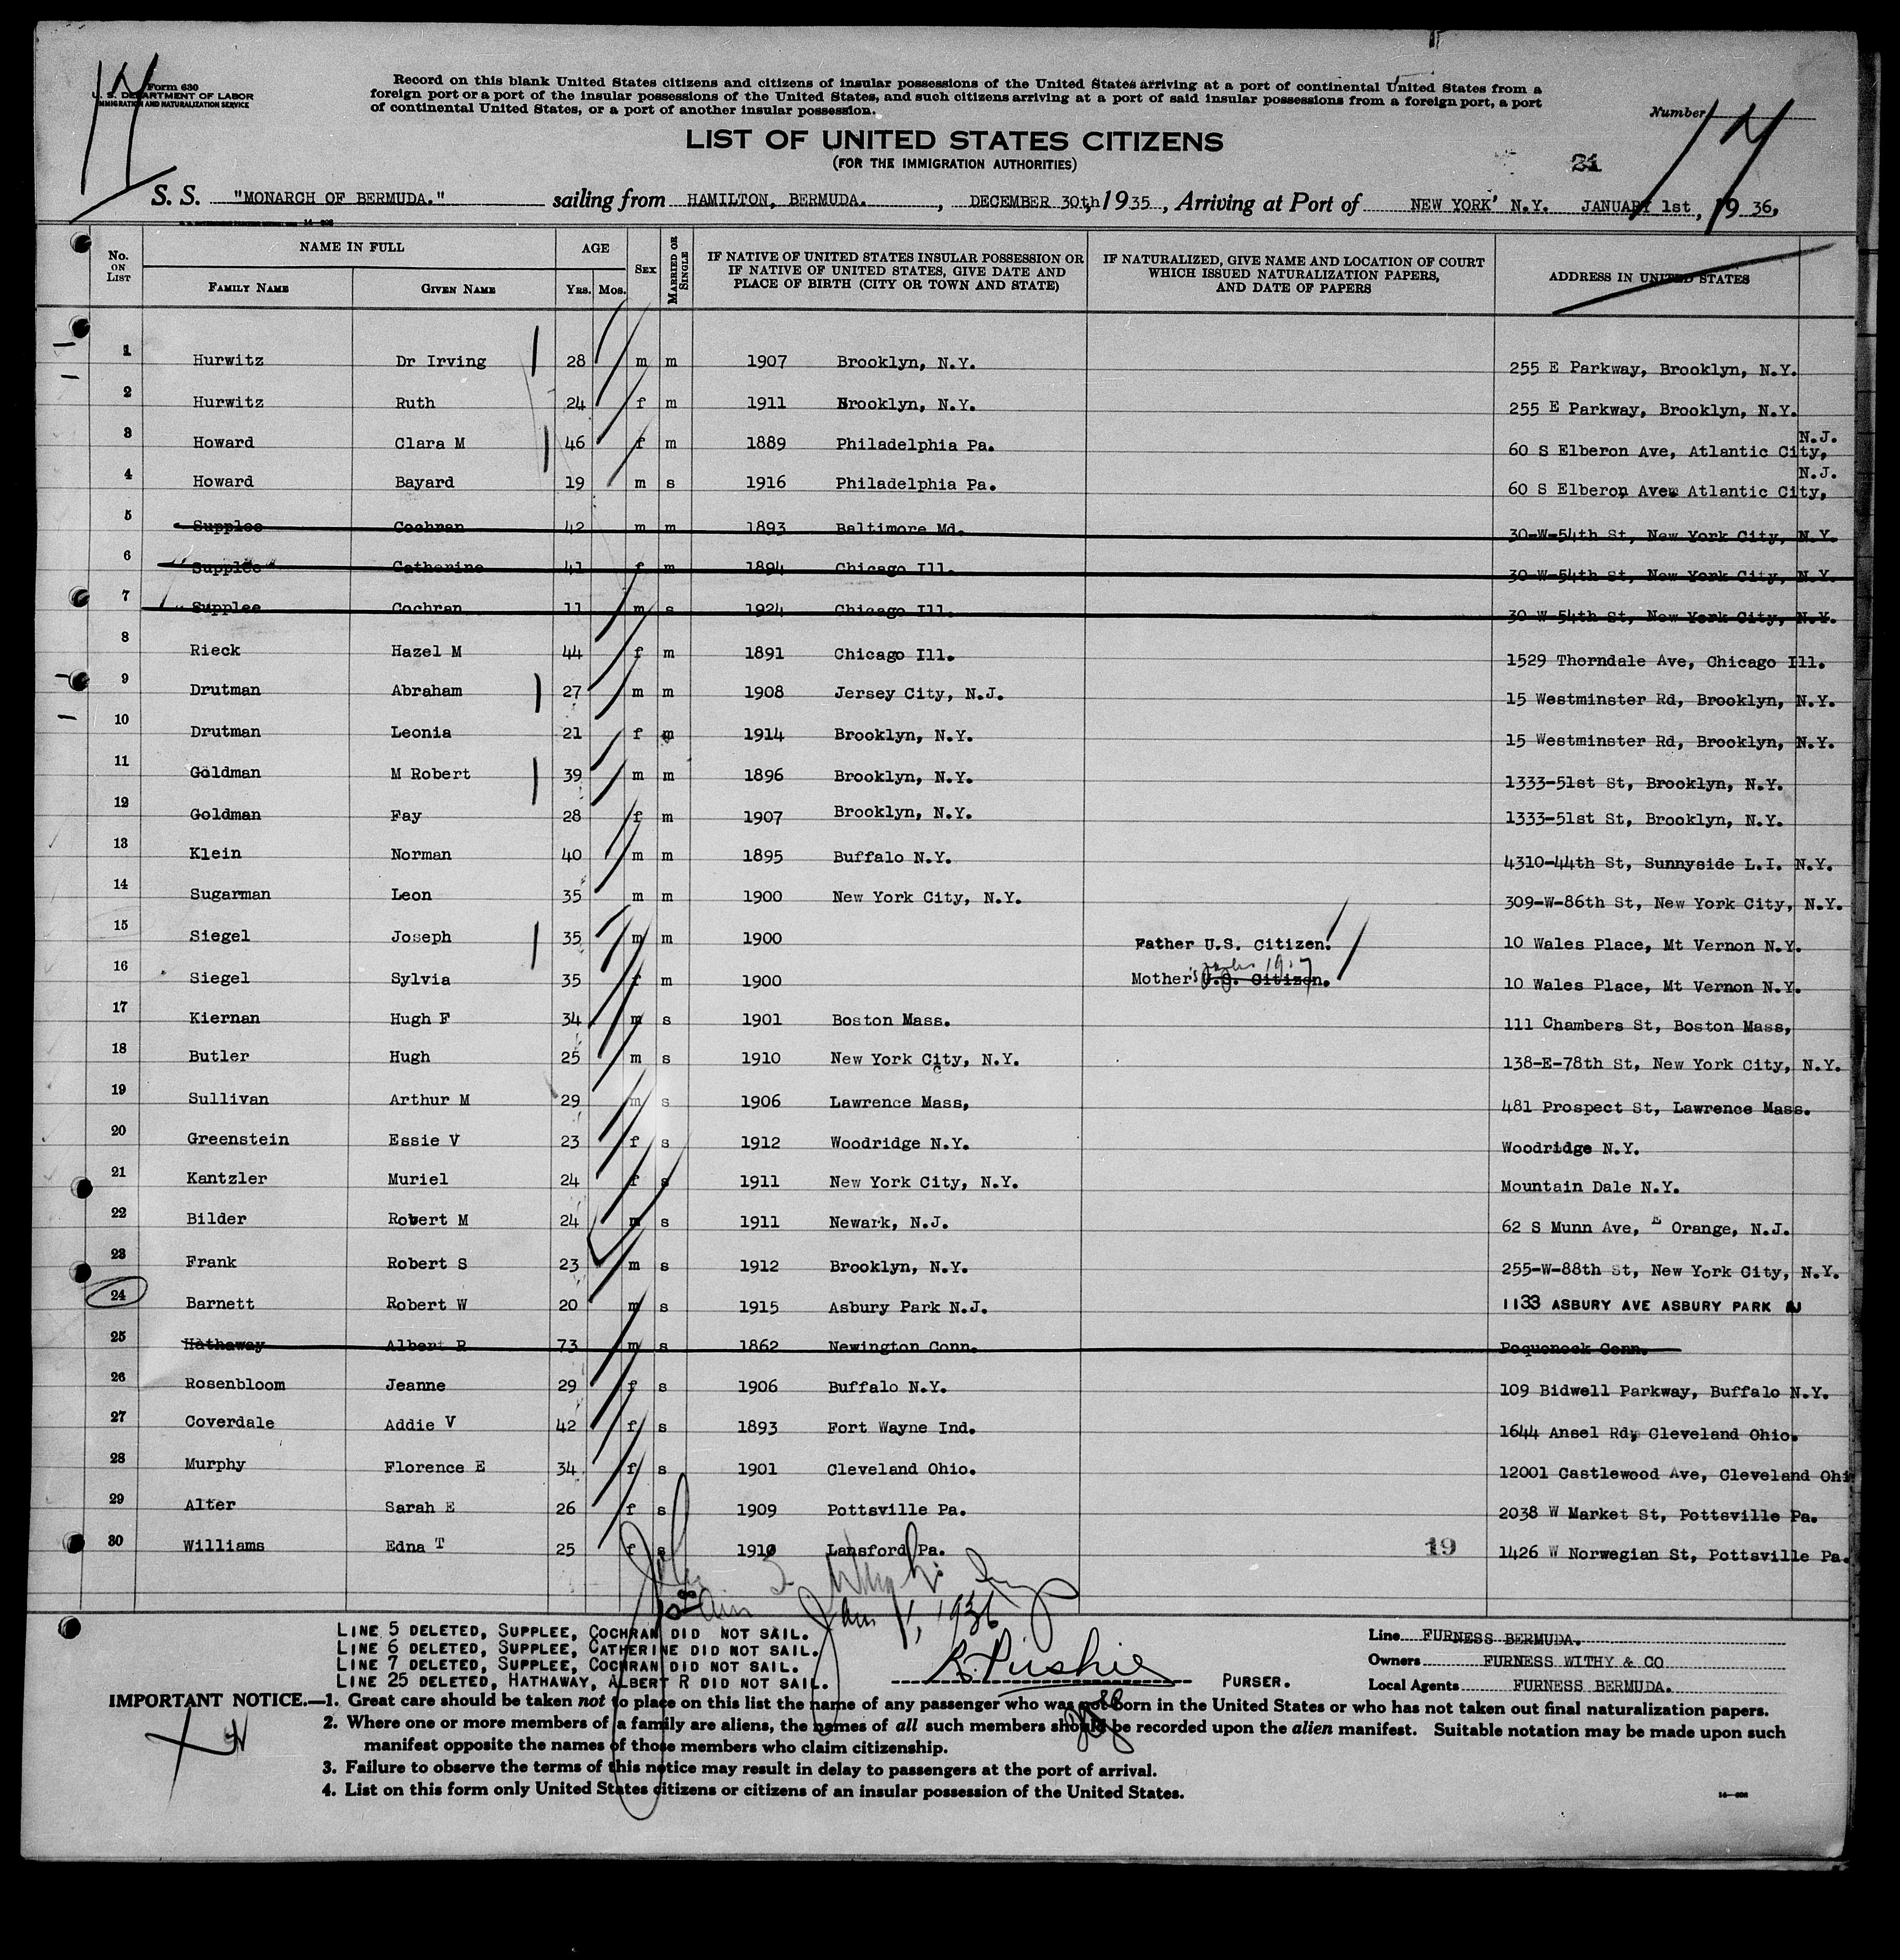 Form 630
U. S. DEPARTMENT OF LABOR
IMMIGRATION AND NATURALIZATION SERVICE
Record on this blank United States citizens and citizens of insular possessions of the United States arriving at a port of continental United States from a
foreign port or a port of the insular possessions of the United States, and such citizens arriving at a port of said insular possessions from a foreign port, a port
of continental United States, or a port of another insular possession.
Number
LIST OF UNITED STATES CITIZENS
(FOR THE IMMIGRATION AUTHORITIES)
21
S. S. "MONARCH OF BERMUDA." sailing from HAMILTON, BERMUDA. , DECEMBER 30th, 1935, Arriving at Port of NEW YORK' N.Y. JANUARY 1st, 1936,
No. ON LIST NAME IN FULL FAMILY NAME GIVEN NAME AGE YRS. MOS. SEX MARRIED OR SINGLE IF NATIVE OF UNITED STATES INSULAR POSSESSION OR IF NATIVE OF UNITED STATES, GIVE DATE AND PLACE OF BIRTH (CITY OR TOWN AND STATE) IF NATURALIZED, GIVE NAME AND LOCATION OF COURT WHICH ISSUED NATURALIZATION PAPERS, AND DATE OF PAPERS ADDRESS IN UNITED STATES
1 Hurwitz Dr Irving 28 m m 1907 Brooklyn, N.Y. 255 E Parkway, Brooklyn, N.Y.
2 Hurwitz Ruth 24 f m 1911 Brooklyn, N.Y. 255 E Parkway, Brooklyn, N.Y.
3 Howard Clara M 46 f m 1889 Philadelphia Pa. 60 S Elberon Ave, Atlantic City, N.J.
4 Howard Bayard 19 m s 1916 Philadelphia Pa. 60 S Elberon Ave, Atlantic City, N.J.
5 Supplee Cochran 42 m m 1893 Baltimore Md. 30-W-54th St, New York City, N.Y.
6 Supplee Catherine 41 f m 1894 Chicago Ill. 30-W-54th St, New York City, N.Y.
7 Supplee Cochran 11 m s 1924 Chicago Ill. 30-W-54th St, New York City, N.Y.
8 Rieck Hazel M 44 f m 1891 Chicago Ill. 1529 Thorndale Ave, Chicago Ill.
9 Drutman Abraham 27 m m 1908 Jersey City, N.J. 15 Westminster Rd, Brooklyn, N.Y.
10 Drutman Leonia 21 f m 1914 Brooklyn, N.Y. 15 Westminster Rd, Brooklyn, N.Y.
11 Goldman M Robert 39 m m 1896 Brooklyn, N.Y. 1333-51st St, Brooklyn, N.Y.
12 Goldman Fay 28 f m 1907 Brooklyn, N.Y. 1333-51st St, Brooklyn, N.Y.
13 Klein Norman 40 m m 1895 Buffalo N.Y. 4310-44th St, Sunnyside L.I. N.Y.
14 Sugarman Leon 35 m m 1900 New York City, N.Y. 309-W-86th St, New York City, N.Y.
15 Siegel Joseph 35 m m 1900 Father U.S. Citizen. 10 Wales Place, Mt Vernon N.Y.
16 Siegel Sylvia 35 f m 1900 Mother's U.S. Citizen. 1917 10 Wales Place, Mt Vernon N.Y.
17 Kiernan Hugh F 34 m s 1901 Boston Mass. 111 Chambers St, Boston Mass,
18 Butler Hugh 25 m s 1910 New York City, N.Y. 138-E-78th St, New York City, N.Y.
19 Sullivan Arthur M 29 m s 1906 Lawrence Mass, 481 Prospect St, Lawrence Mass.
20 Greenstein Essie V 23 f s 1912 Woodridge N.Y. Woodridge N.Y.
21 Kantzler Muriel 24 f s 1911 New York City, N.Y. Mountain Dale N.Y.
22 Bilder Robert M 24 m s 1911 Newark, N.J. 62 S Munn Ave, E Orange, N.J.
23 Frank Robert S 23 m s 1912 Brooklyn, N.Y. 255-W-88th St, New York City, N.Y.
24 Barnett Robert W 20 m s 1915 Asbury Park N.J. 1133 ASBURY AVE ASBURY PARK NJ
25 Hathaway Albert R 73 m s 1862 Newington Conn. Poquonock Conn.
26 Rosenbloom Jeanne 29 f s 1906 Buffalo N.Y. 109 Bidwell Parkway, Buffalo N.Y.
27 Coverdale Addie V 42 f s 1893 Fort Wayne Ind. 1644 Ansel Rd, Cleveland Ohio.
28 Murphy Florence E 34 f s 1901 Cleveland Ohio. 12001 Castlewood Ave, Cleveland Ohi
29 Alter Sarah E 26 f s 1909 Pottsville Pa. 2038 W Market St, Pottsville Pa.
30 Williams Edna T 25 f s 1910 Lansford Pa. 19 1426 W Norwegian St, Pottsville Pa.
Jan 1, 1936
LINE 5 DELETED, SUPPLEE, COCHRAN DID NOT SAIL.
LINE 6 DELETED, SUPPLEE, CATHERINE DID NOT SAIL.
LINE 7 DELETED, SUPPLEE, COCHRAN DID NOT SAIL.
LINE 25 DELETED, HATHAWAY, ALBERT R DID NOT SAIL.
PURSER.
Line FURNESS BERMUDA.
Owners FURNESS WITHY & CO
Local Agents FURNESS BERMUDA.
IMPORTANT NOTICE.—1. Great care should be taken not to place on this list the name of any passenger who was not born in the United States or who has not taken out final naturalization papers.
2. Where one or more members of a family are aliens, the names of all such members should be recorded upon the alien manifest. Suitable notation may be made upon such
manifest opposite the names of those members who claim citizenship.
3. Failure to observe the terms of this notice may result in delay to passengers at the port of arrival.
4. List on this form only United States citizens or citizens of an insular possession of the United States.